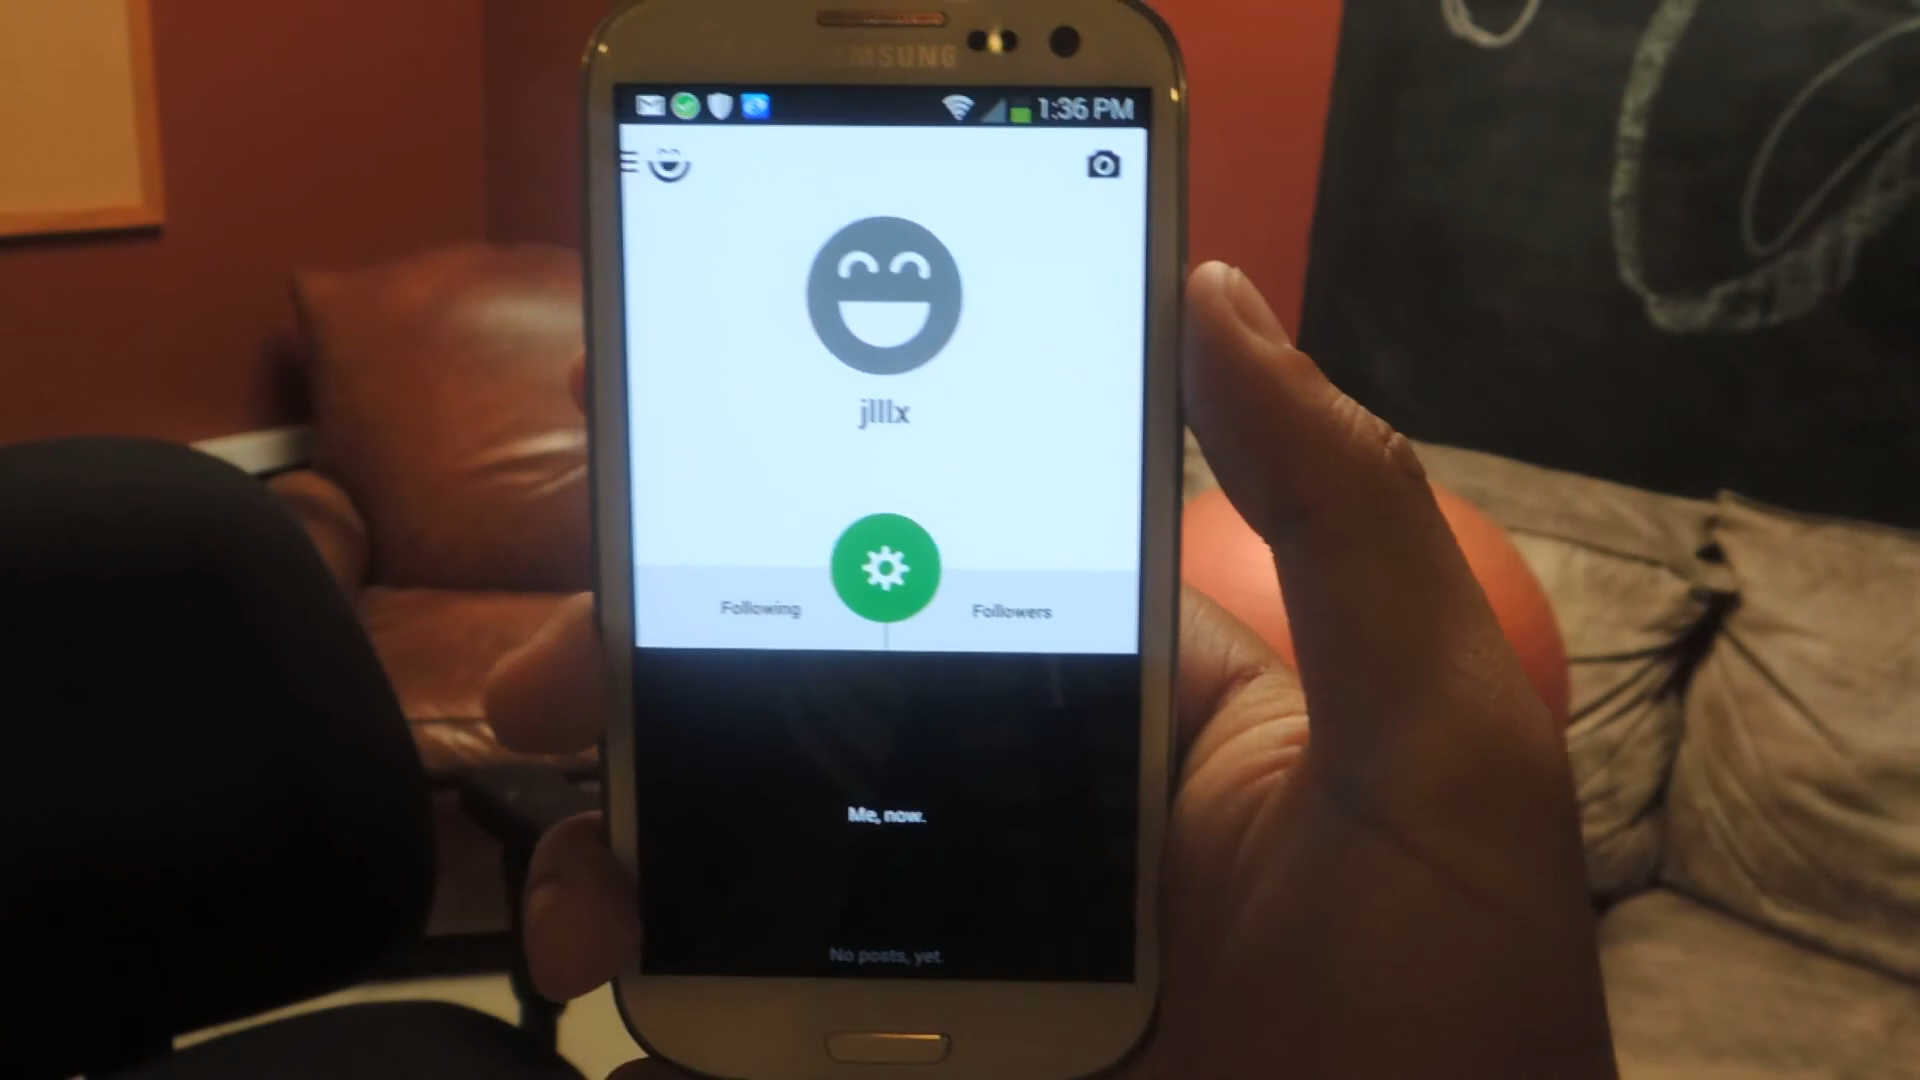 SAMSUNG
1:36 PM
jlllx
Following
Followers
Me, now.
No posts, yet.